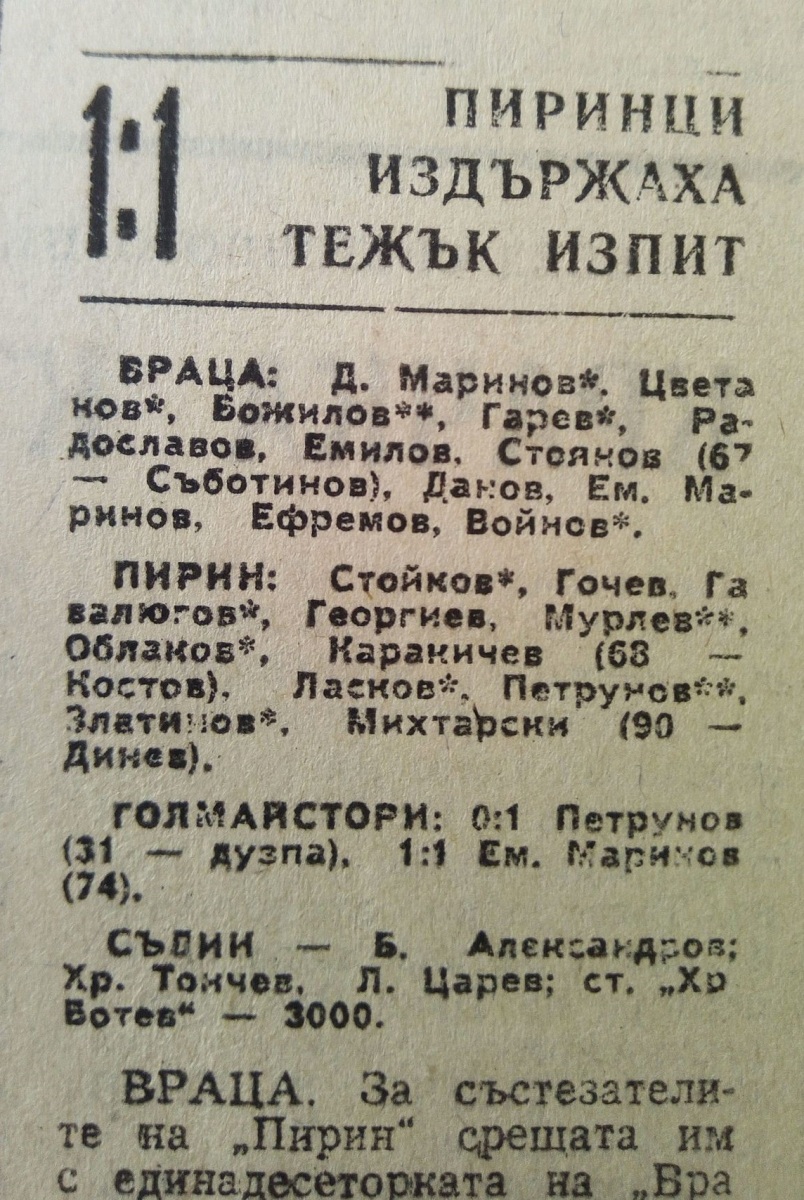 1:1
ПИРИНЦИ
ИЗДЪРЖАХА
ТЕЖЪК ИЗПИТ
ВРАЦА: Д. Маринов*, Цвета
нов*, Божилов**, Гарев*, Ра-
дославов, Емилов, Стоянов (67
— Съботинов), Данов, Ем. Ма-
ринов, Ефремов, Войнов*.
ПИРИН: Стойков*, Гочев, Га
валюгов*, Георгиев, Мурлев**,
Облаков*, Каракичев (63 —
Костов), Ласков*, Петрунов**,
Златинов*, Михтарски (90 —
Динев).
ГОЛМАЙСТОРИ: 0:1 Петрунов
(31 — дузпа), 1:1 Ем. Маринов
(74).
СЪДИИ — Б. Александров;
Хр. Тончев, Л. Царев; ст. „Хр
Ботев“ — 3000.
ВРАЦА. За състезатели-
те на „Пирин“ срещата им
с единадесеторката на „Вра